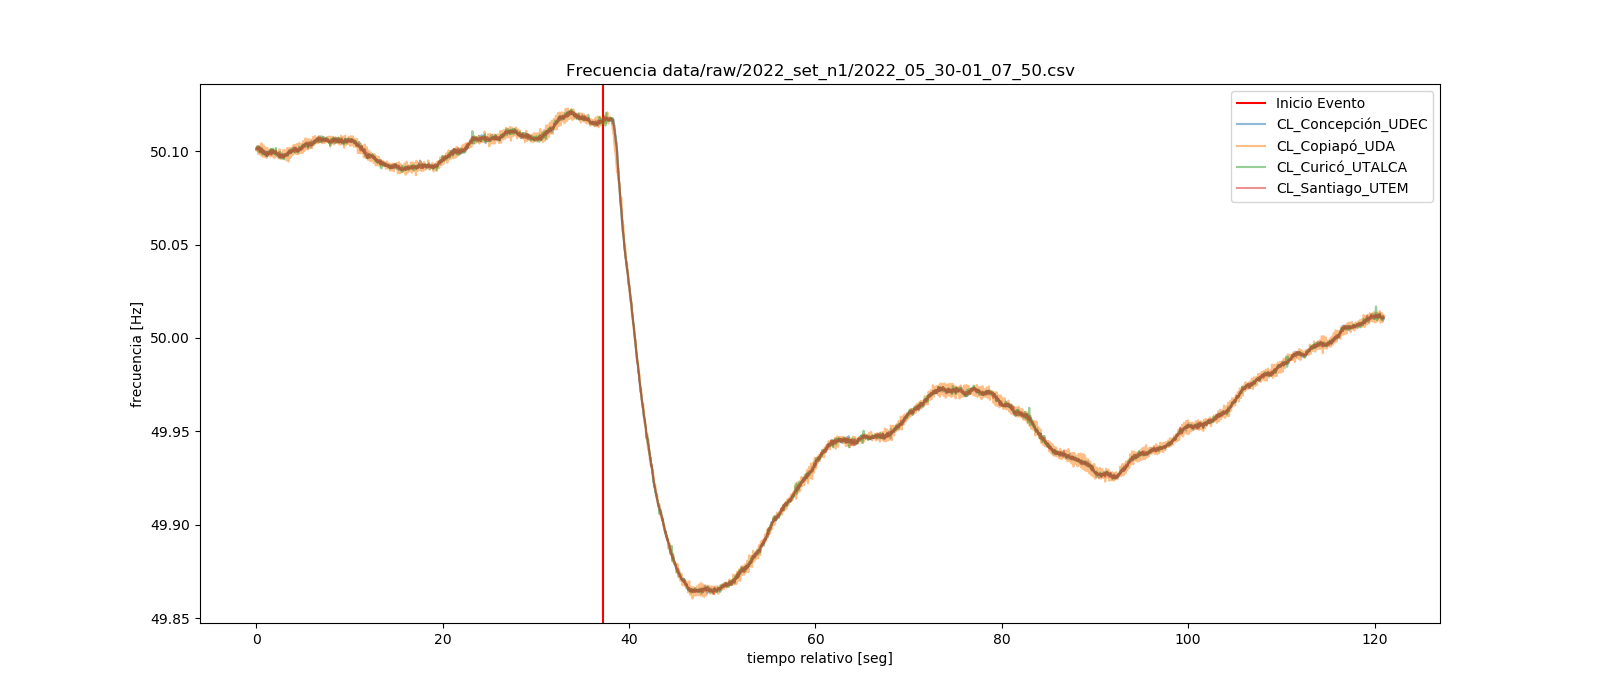 Frecuencia data/raw/2022_set_n1/2022_05_30-01_07_50.csv
Inicio Evento
CL_Concepción_UDEC
CL_Copiapó_UDA
CL_Curicó_UTALCA
CL_Santiago_UTEM
frecuencia [Hz]
50.10
50.05
50.00
49.95
49.90
49.85
0 20 40 60 80 100 120
tiempo relativo [seg]